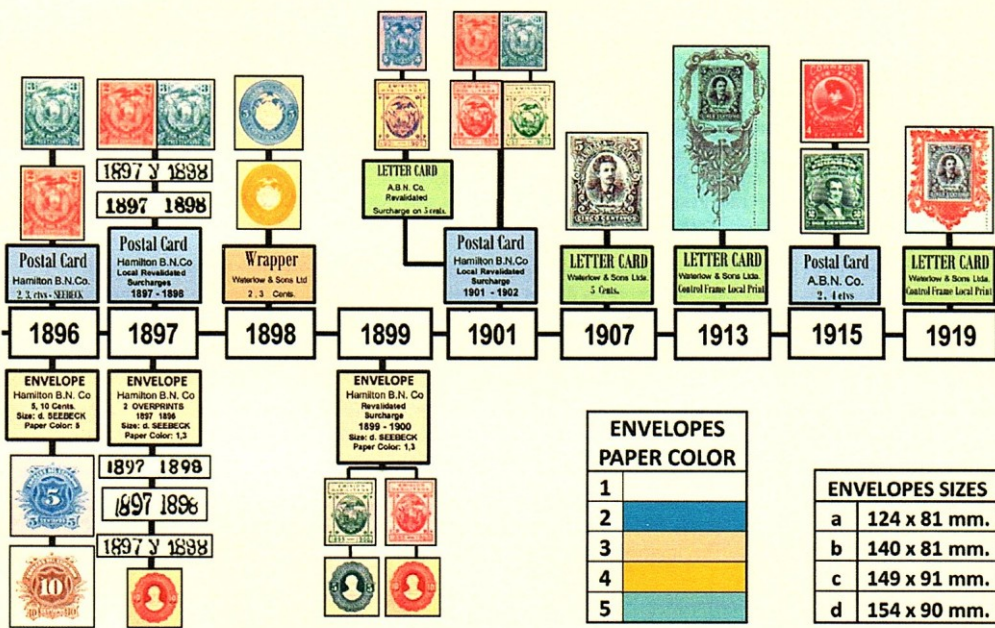 LETTER CARD
A.B.N. Co.
Revalidated
Surcharge on 5 cnts.
1897 y 1898
1897 1898
Postal Card
Hamilton B.N.Co.
2, 3, ctvs - SEEBECK
Postal Card
Hamilton B.N.Co
Local Revalidated
Surcharges
1897 - 1898
Wrapper
Waterlow & Sons Ltd
2 , 3 Cents.
Postal Card
Hamilton B.N.Co
Local Revalidated
Surcharge
1901 - 1902
LETTER CARD
Waterlow & Sons Ltda.
5 Cents.
LETTER CARD
Waterlow & Sons Ltda.
Control Frame Local Print
Postal Card
A.B.N. Co.
2, 4 ctvs
LETTER CARD
Waterlow & Sons Ltda.
Control Frame Local Print
1896
1897
1898
1899
1901
1907
1913
1915
1919
ENVELOPE
Hamilton B.N. Co
5, 10 Cents.
Size: d. SEEBECK
Paper Color: 5
ENVELOPE
Hamilton B.N. Co
2 OVERPRINTS
1897 1896
Size: d. SEEBECK
Paper Color: 1,3
ENVELOPE
Hamilton B.N. Co
Revalidated
Surcharge
1899 - 1900
Size: d. SEEBECK
Paper Color: 1,3
1897 1898
1897 1898
1897 y 1898
ENVELOPES
PAPER COLOR
1
2
3
4
5
ENVELOPES SIZES
a 124 x 81 mm.
b 140 x 81 mm.
c 149 x 91 mm.
d 154 x 90 mm.
CINCO CENTAVOS